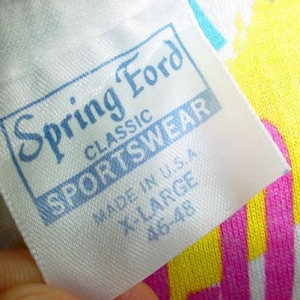 Spring Ford
CLASSIC
SPORTSWEAR
MADE IN U.S.A.
X-LARGE
46-48